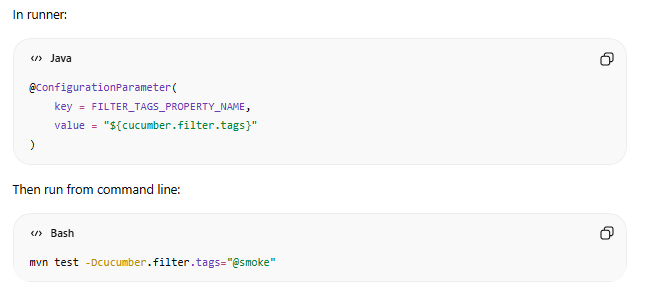 In runner:
Java
@ConfigurationParameter(
    key = FILTER_TAGS_PROPERTY_NAME,
    value = "${cucumber.filter.tags}"
)
Then run from command line:
Bash
mvn test -Dcucumber.filter.tags="@smoke"